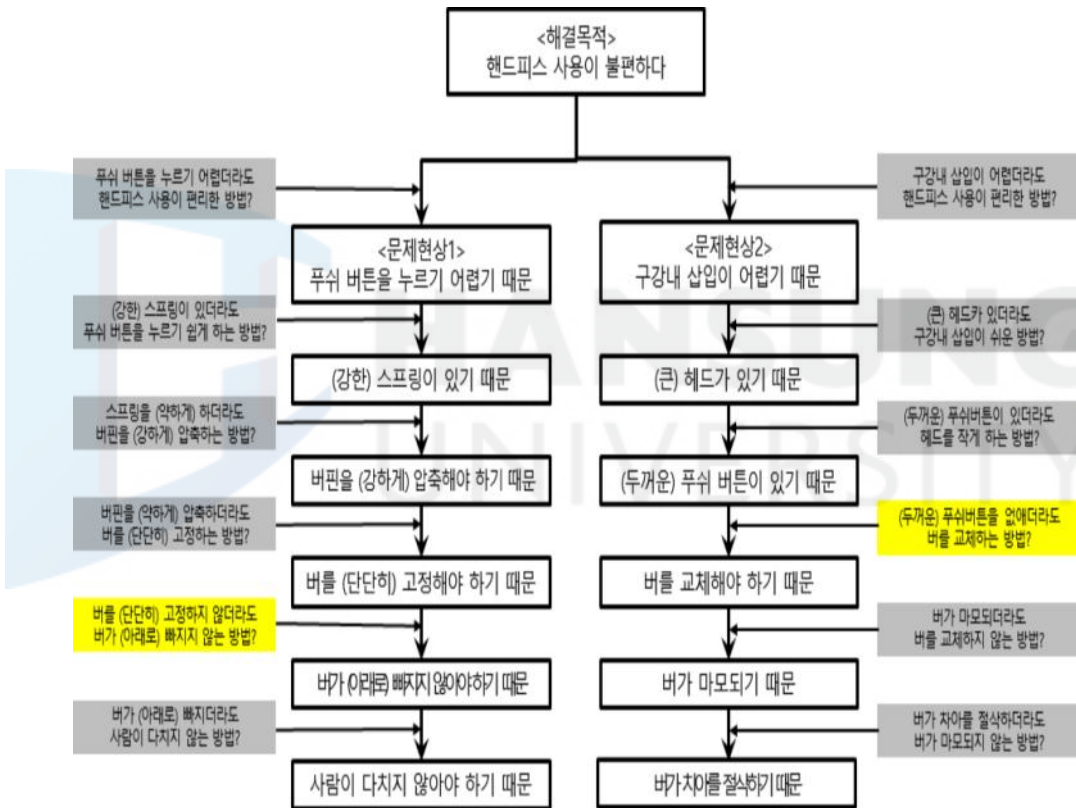 <해결목적>
핸드피스 사용이 불편하다
푸쉬 버튼을 누르기 어렵더라도
핸드피스 사용이 편리한 방법?
구강내 삽입이 어렵더라도
핸드피스 사용이 편리한 방법?
<문제현상1>
푸쉬 버튼을 누르기 어렵기 때문
<문제현상2>
구강내 삽입이 어렵기 때문
(강한) 스프링이 있더라도
푸쉬 버튼을 누르기 쉽게 하는 방법?
(큰) 헤드카 있더라도
구강내 삽입이 쉬운 방법?
(강한) 스프링이 있기 때문
(큰) 헤드가 있기 때문
스프링을 (약하게) 하더라도
버핀을 (강하게) 압축하는 방법?
(두꺼운) 푸쉬버튼이 있더라도
헤드를 작게 하는 방법?
버핀을 (강하게) 압축해야 하기 때문
(두꺼운) 푸쉬 버튼이 있기 때문
버핀을 (약하게) 압축하더라도
버를 (단단히) 고정하는 방법?
(두꺼운) 푸쉬버튼을 없애더라도
버를 교체하는 방법?
버를 (단단히) 고정해야 하기 때문
버를 교체해야 하기 때문
버를 (단단히) 고정하지 않더라도
버가 (아래로) 빠지지 않는 방법?
버가 마모되더라도
버를 교체하지 않는 방법?
버가 (아래로) 빠지지 않아야 하기 때문
버가 마모되기 때문
버가 (아래로) 빠지더라도
사람이 다치지 않는 방법?
버가 차아를 절삭하더라도
버가 마모되지 않는 방법?
사람이 다치지 않아야 하기 때문
버가 치아를 절삭하기 때문
HANSUNG
UNIVERSITY